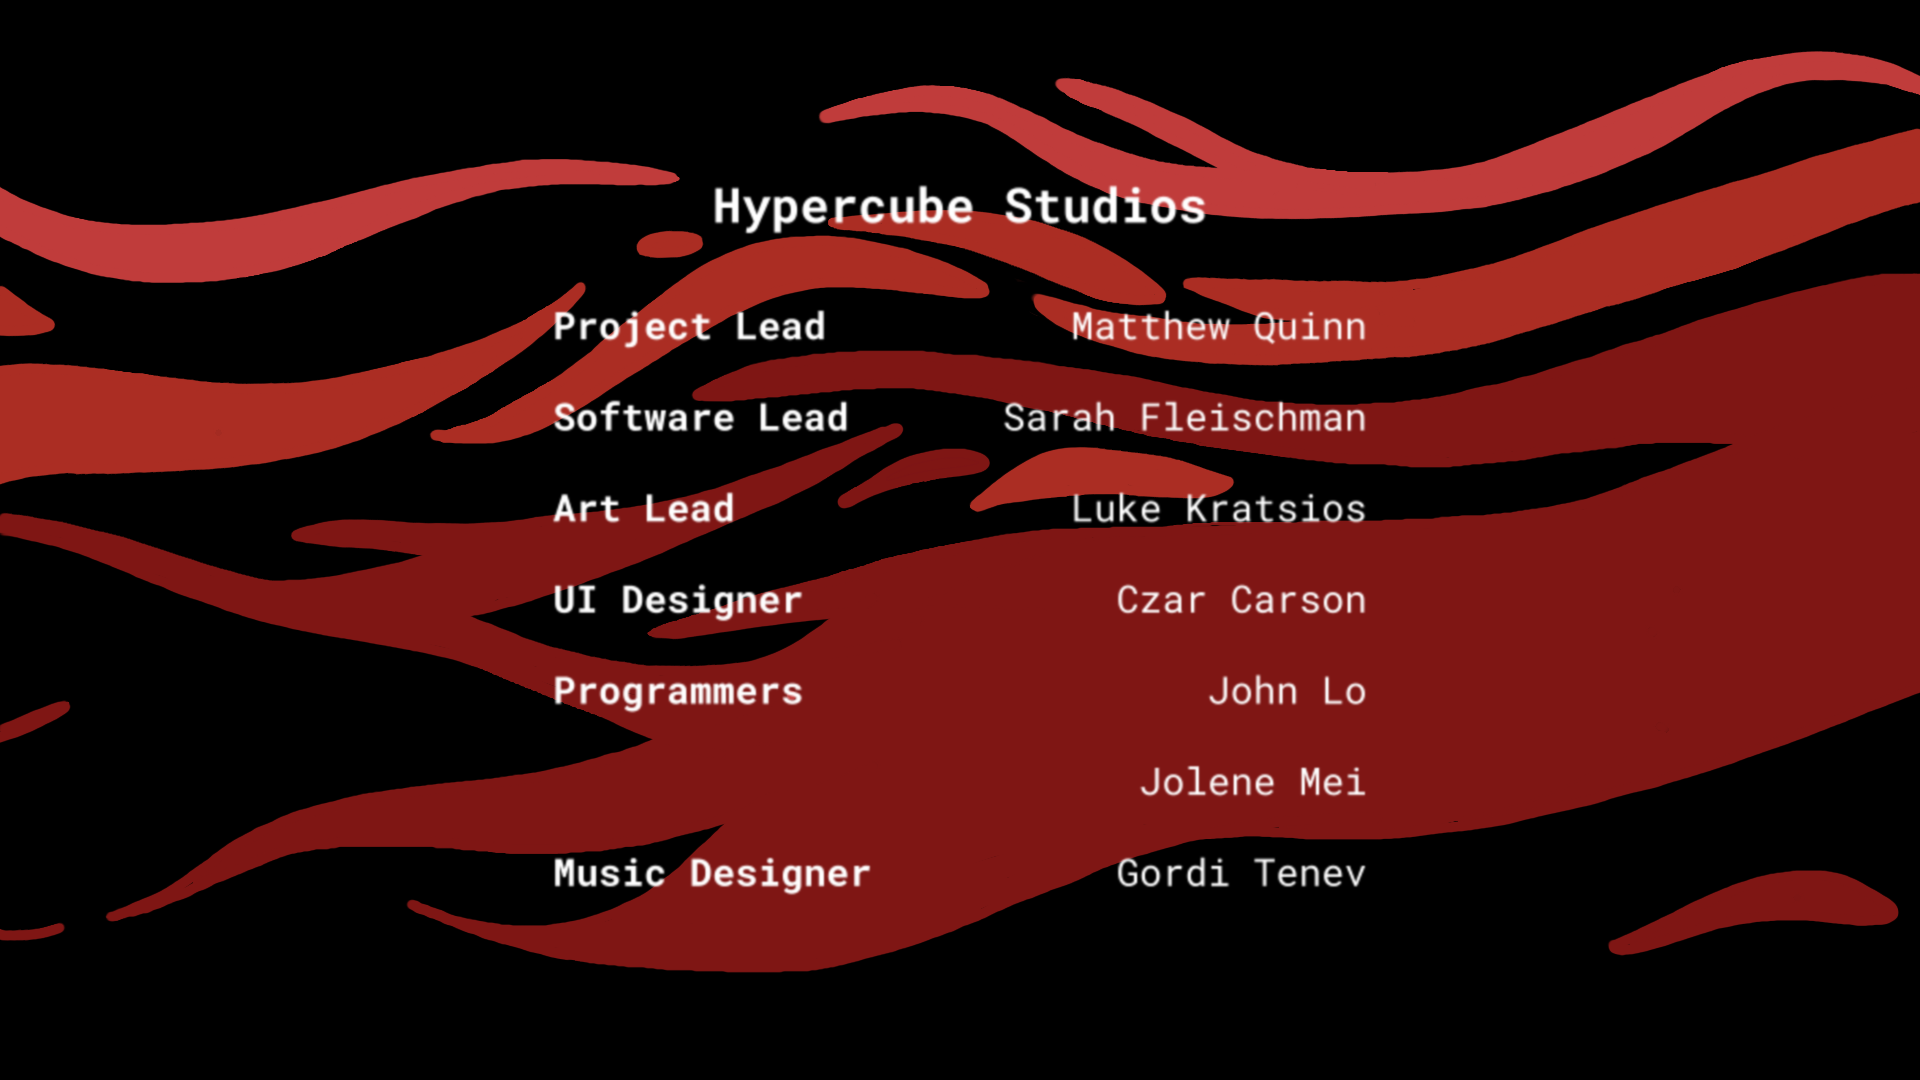 Hypercube Studios
Project Lead Matthew Quinn
Software Lead Sarah Fleischman
Art Lead Luke Kratsios
UI Designer Czar Carson
Programmers John Lo
Jolene Mei
Music Designer Gordi Tenev